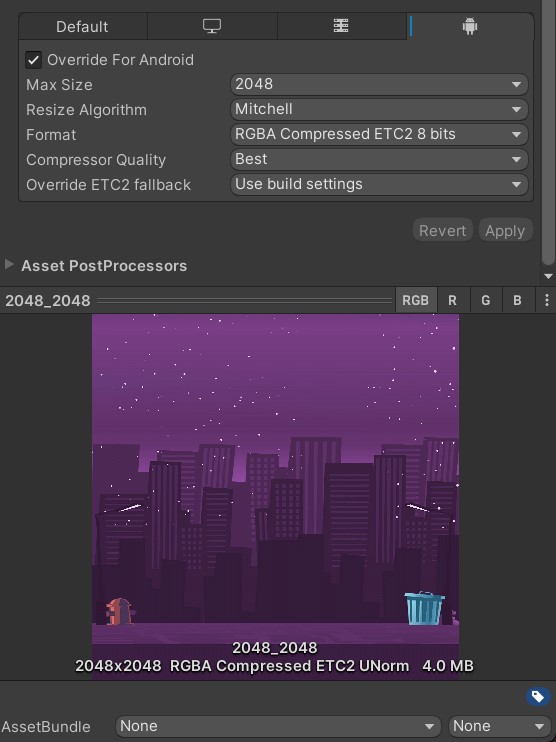 Default
Override For Android
Max Size 2048
Resize Algorithm Mitchell
Format RGBA Compressed ETC2 8 bits
Compressor Quality Best
Override ETC2 fallback Use build settings
Revert Apply
Asset PostProcessors
2048_2048 RGB R G B
2048_2048
2048x2048 RGBA Compressed ETC2 UNorm 4.0 MB
AssetBundle None None